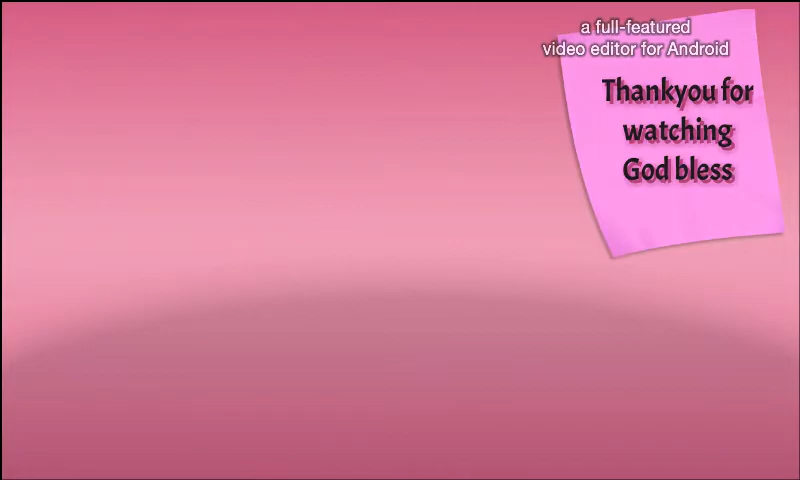 a full-featured
video editor for Android
Thankyou for
watching
God bless